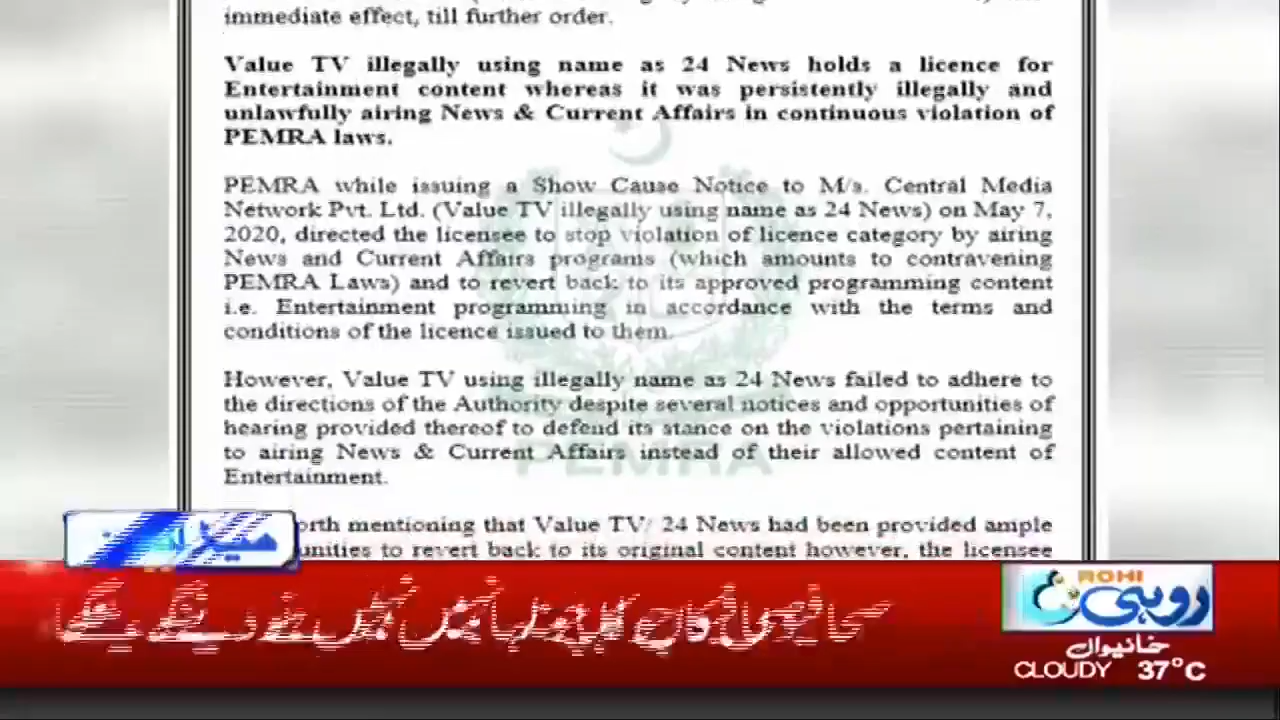 immediate effect, till further order.
Value TV illegally using name as 24 News holds a licence for
Entertainment content whereas it was persistently illegally and
unlawfully airing News & Current Affairs in continuous violation of
PEMRA laws.
PEMRA while issuing a Show Cause Notice to M/s. Central Media
Network Pvt. Ltd. (Value TV illegally using name as 24 News) on May 7,
2020, directed the licensee to stop violation of licence category by airing
News and Current Affairs programs (which amounts to contravening
PEMRA Laws) and to revert back to its approved programming content
i.e. Entertainment programming in accordance with the terms and
conditions of the licence issued to them.
However, Value TV using illegally name as 24 News failed to adhere to
the directions of the Authority despite several notices and opportunities of
hearing provided thereof to defend its stance on the violations pertaining
to airing News & Current Affairs instead of their allowed content of
Entertainment.
PEMRA
orth mentioning that Value TV/ 24 News had been provided ample
unities to revert back to its original content however, the licensee
ROHI
روہی
خانیوال
CLOUDY 37°C